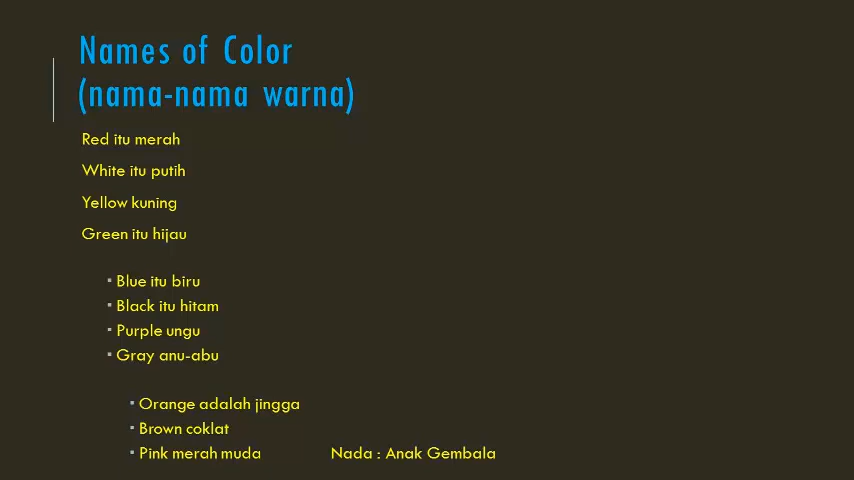 Names of Color
(nama-nama warna)
Red itu merah
White itu putih
Yellow kuning
Green itu hijau
Blue itu biru
Black itu hitam
Purple ungu
Gray anu-abu
Orange adalah jingga
Brown coklat
Pink merah muda Nada : Anak Gembala